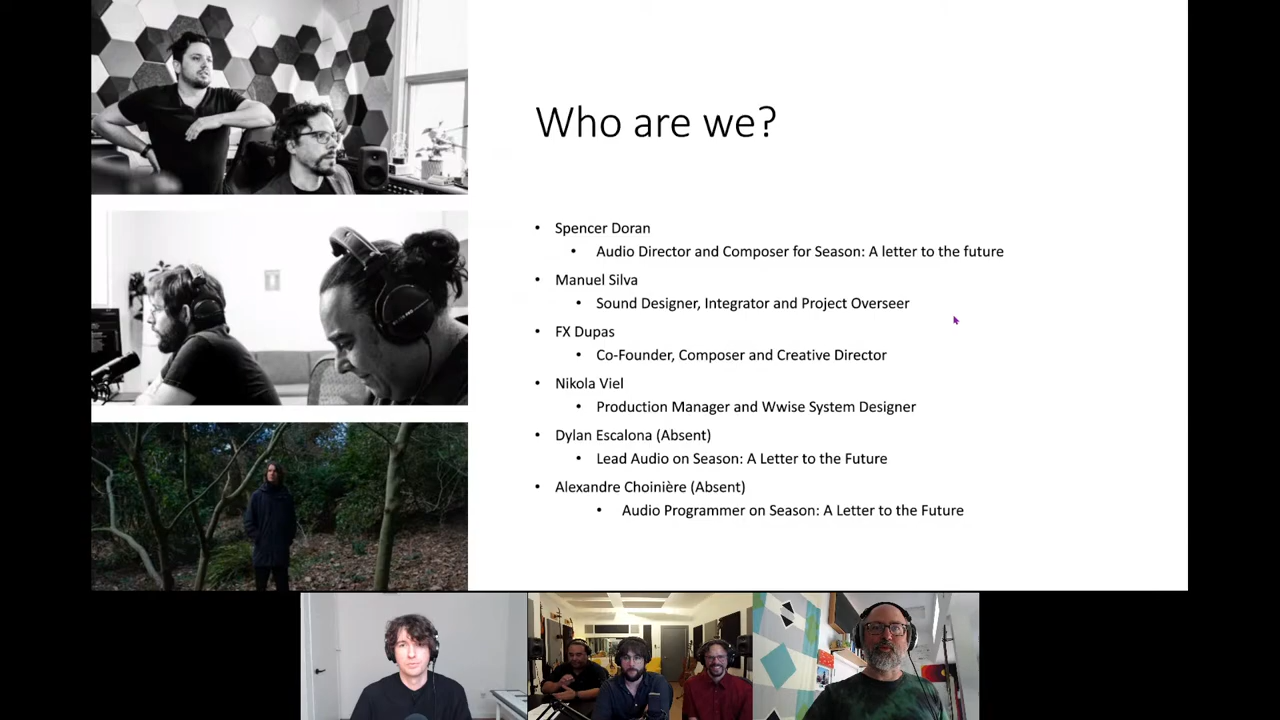 Who are we?
• Spencer Doran
• Audio Director and Composer for Season: A letter to the future
• Manuel Silva
• Sound Designer, Integrator and Project Overseer
• FX Dupas
• Co-Founder, Composer and Creative Director
• Nikola Viel
• Production Manager and Wwise System Designer
• Dylan Escalona (Absent)
• Lead Audio on Season: A Letter to the Future
• Alexandre Choinière (Absent)
• Audio Programmer on Season: A Letter to the Future